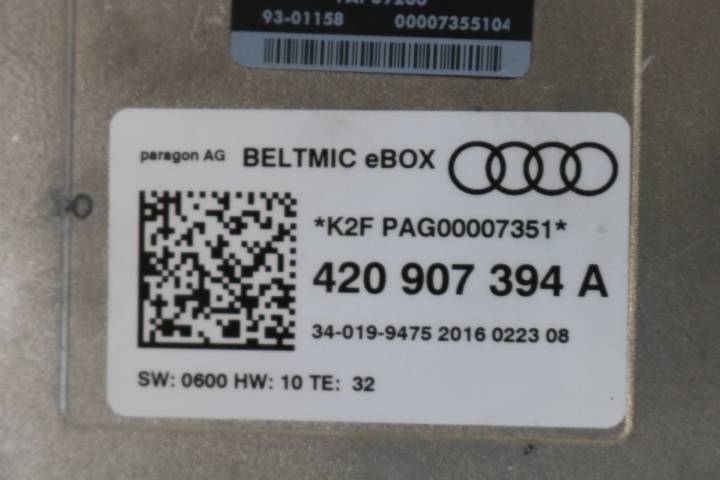 93-01158 00007355104
paragon AG BELTMIC eBOX
*K2F PAG00007351*
420 907 394 A
34-019-9475 2016 0223 08
SW: 0600 HW: 10 TE: 32